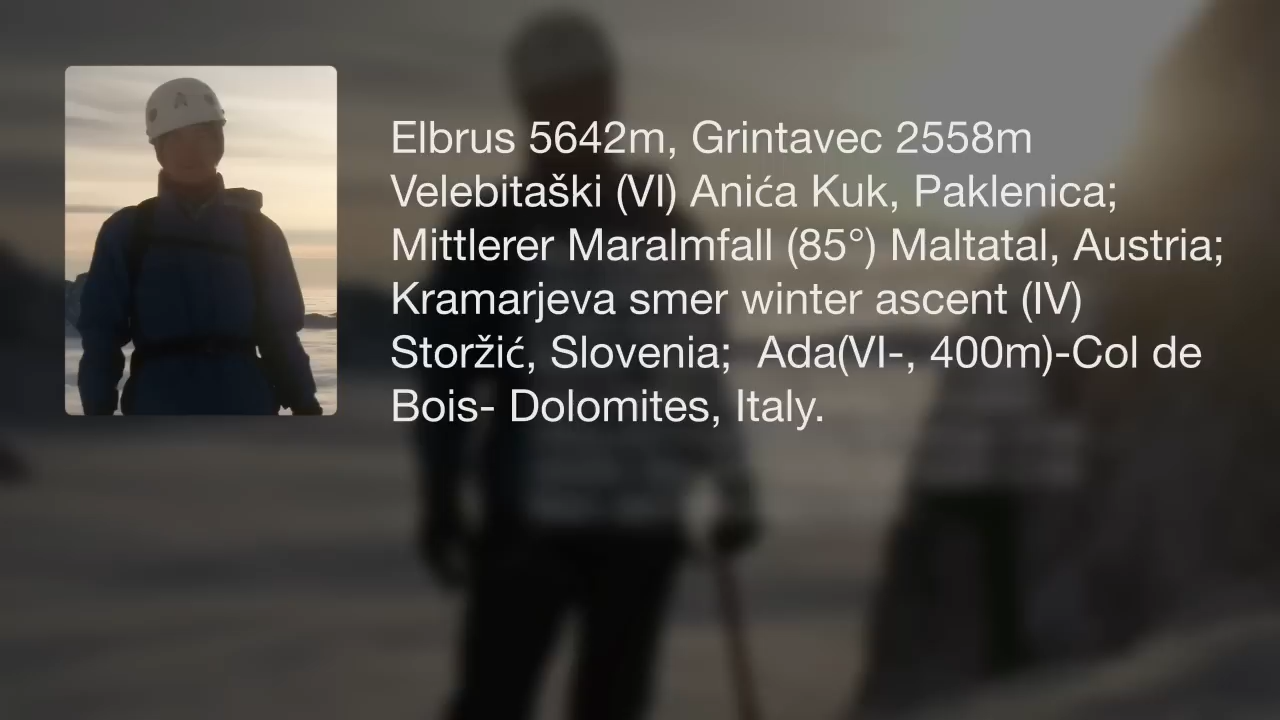 Elbrus 5642m, Grintavec 2558m
Velebitaški (VI) Anića Kuk, Paklenica;
Mittlerer Maralmfall (85°) Maltatal, Austria;
Kramarjeva smer winter ascent (IV)
Storžić, Slovenia;  Ada(VI-, 400m)-Col de
Bois- Dolomites, Italy.